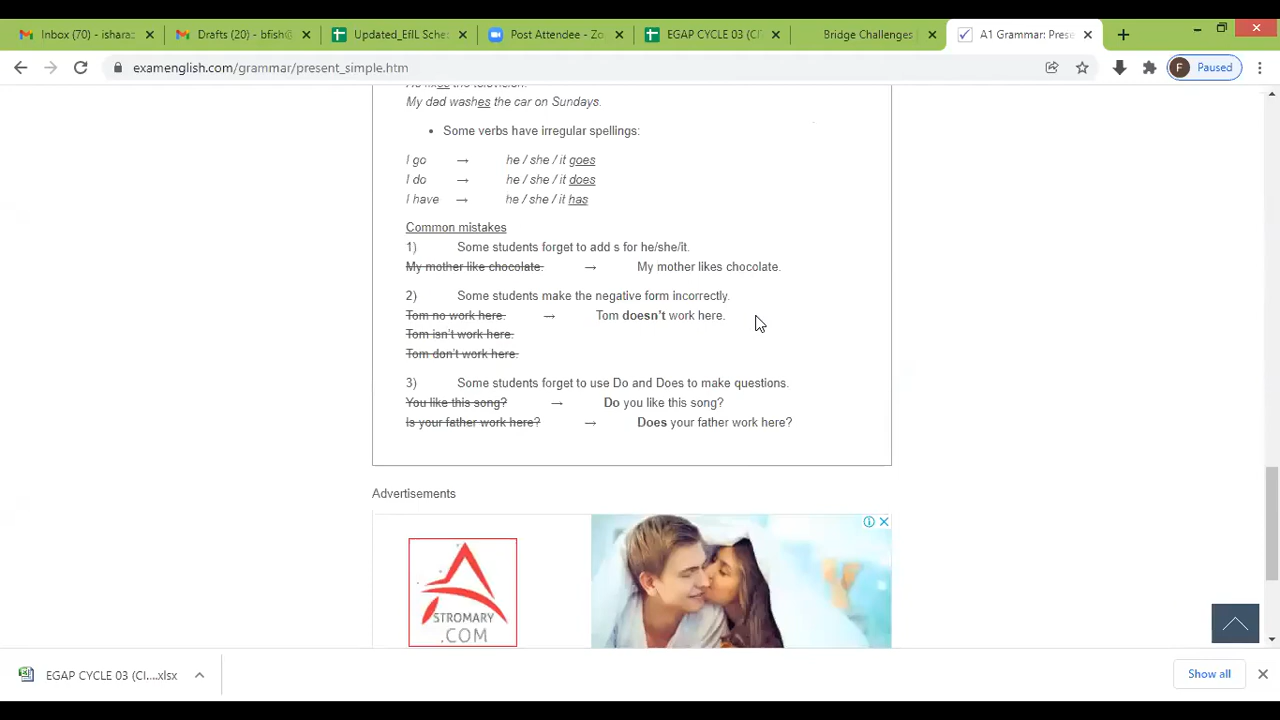 Inbox (70) - ishara:
Drafts (20) - bfish@
Updated_EfIL Sche:
Post Attendee - Zo
EGAP CYCLE 03 (CI
Bridge Challenges
A1 Grammar: Prese
examenglish.com/grammar/present_simple.htm
F
Paused
the television.
My dad washes the car on Sundays.
• Some verbs have irregular spellings:
I go → he / she / it goes
I do → he / she / it does
I have → he / she / it has
Common mistakes
1) Some students forget to add s for he/she/it.
My mother like chocolate. → My mother likes chocolate.
2) Some students make the negative form incorrectly.
Tom no work here. → Tom doesn't work here.
Tom isn't work here.
Tom don't work here.
3) Some students forget to use Do and Does to make questions.
You like this song? → Do you like this song?
Is your father work here? → Does your father work here?
Advertisements
STROMARY
.COM
EGAP CYCLE 03 (CI....xlsx
Show all